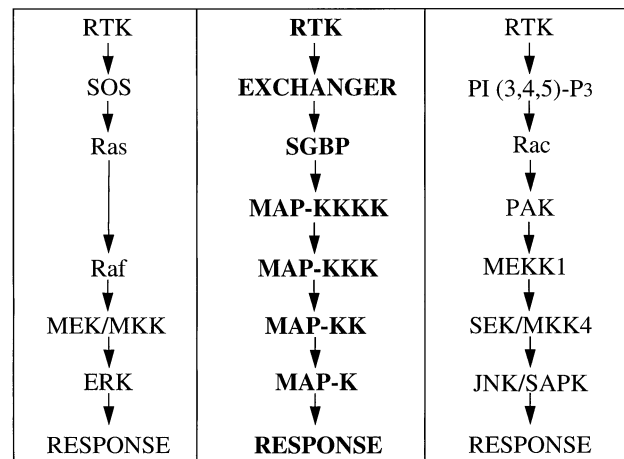 RTK
SOS
Ras
Raf
MEK/MKK
ERK
RESPONSE
RTK
EXCHANGER
SGBP
MAP-KKKK
MAP-KKK
MAP-KK
MAP-K
RESPONSE
RTK
PI (3,4,5)-P3
Rac
PAK
MEKK1
SEK/MKK4
JNK/SAPK
RESPONSE